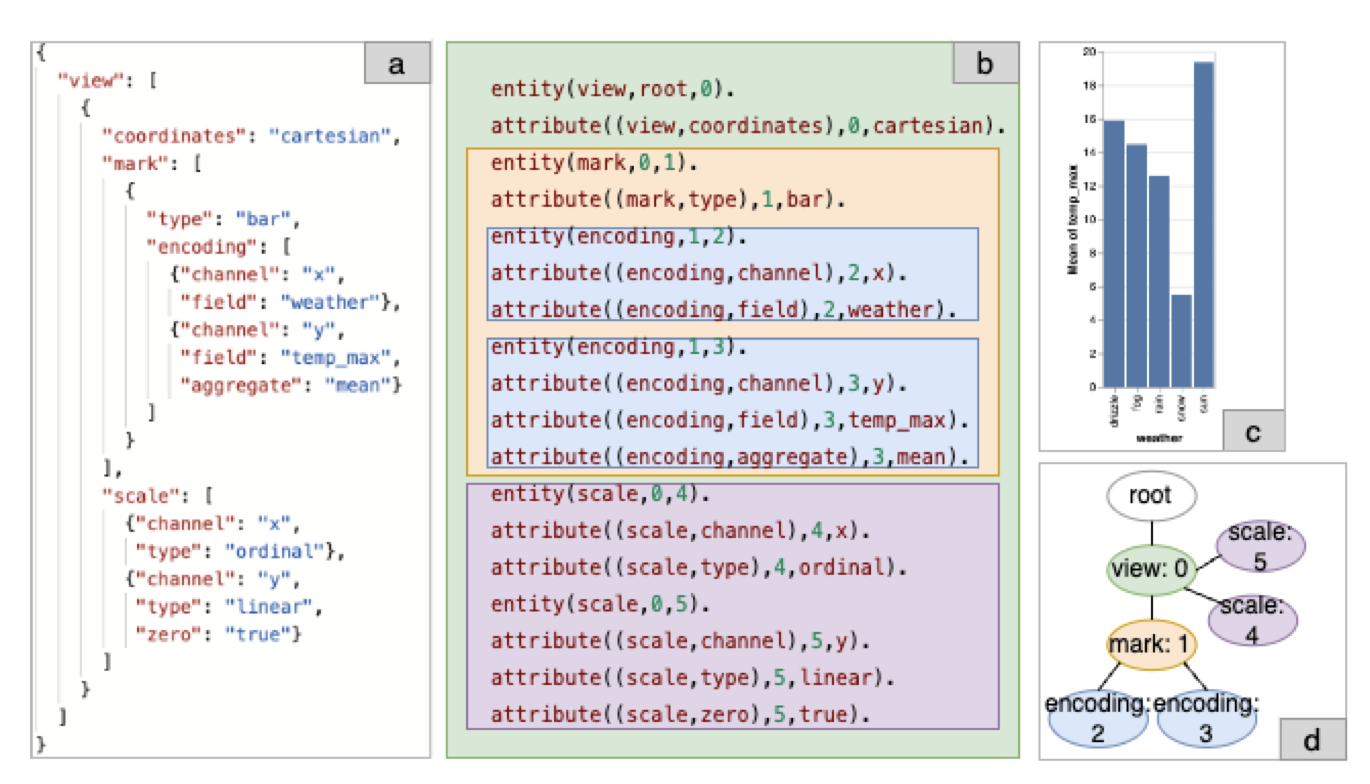 a
{
"view": [
{
"coordinates": "cartesian",
"mark": [
{
"type": "bar",
"encoding": [
{"channel": "x",
"field": "weather"},
{"channel": "y",
"field": "temp_max",
"aggregate": "mean"}
]
}
],
"scale": [
{"channel": "x",
"type": "ordinal"},
{"channel": "y",
"type": "linear",
"zero": "true"}
]
}
]
}
b
entity(view,root,0).
attribute((view,coordinates),0,cartesian).
entity(mark,0,1).
attribute((mark,type),1,bar).
entity(encoding,1,2).
attribute((encoding,channel),2,x).
attribute((encoding,field),2,weather).
entity(encoding,1,3).
attribute((encoding,channel),3,y).
attribute((encoding,field),3,temp_max).
attribute((encoding,aggregate),3,mean).
entity(scale,0,4).
attribute((scale,channel),4,x).
attribute((scale,type),4,ordinal).
entity(scale,0,5).
attribute((scale,channel),5,y).
attribute((scale,type),5,linear).
attribute((scale,zero),5,true).
20
18
16
14
12
10
8
6
4
2
0
Mean of temp_max
drizzle
fog
rain
snow
sun
weather
c
root
view: 0
scale:
5
scale:
4
mark: 1
encoding:
2
encoding:
3
d